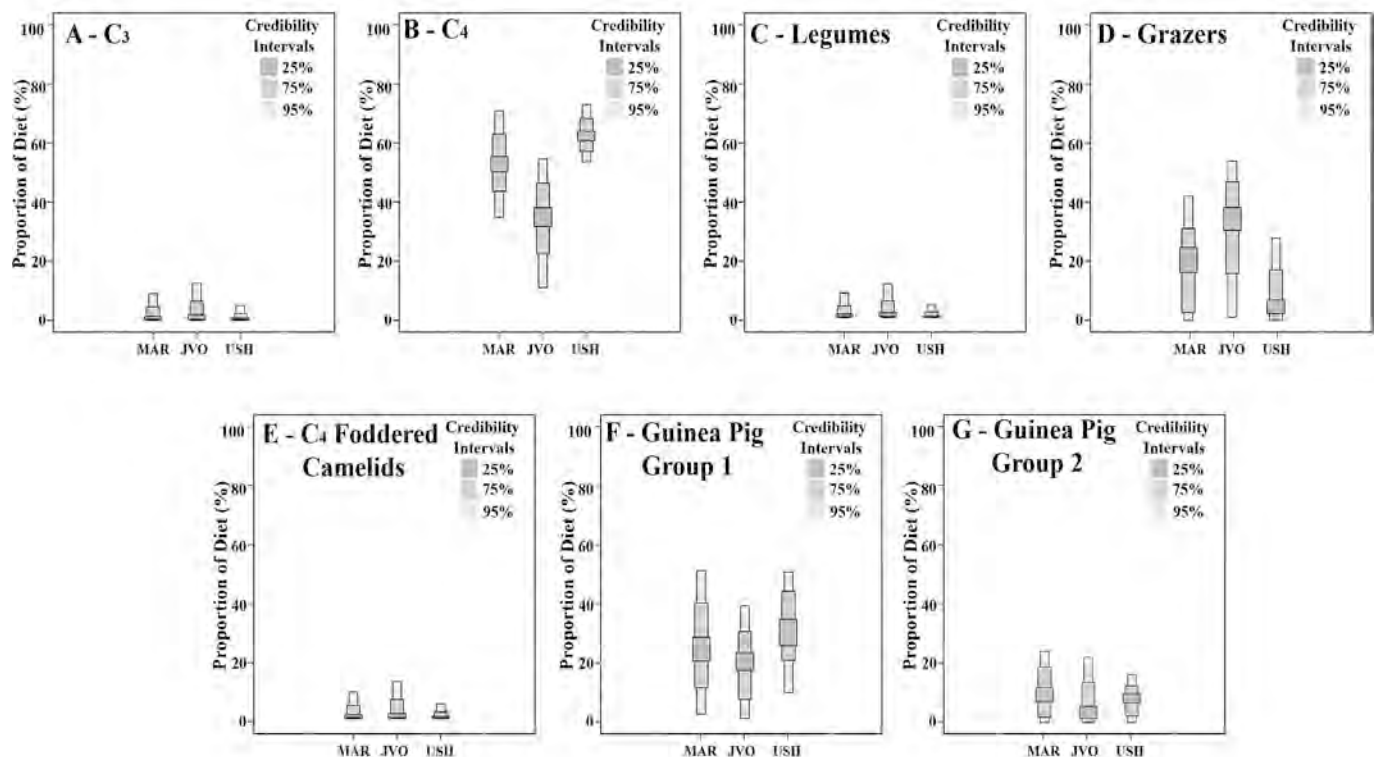 A - C₃
Credibility
Intervals
25%
75%
95%
Proportion of Diet (%)
100
80
60
40
20
0
MAR JVO USH
B - C₄
Credibility
Intervals
25%
75%
95%
Proportion of Diet (%)
100
80
60
40
20
0
MAR JVO USH
C - Legumes
Credibility
Intervals
25%
75%
95%
Proportion of Diet (%)
100
80
60
40
20
0
MAR JVO USH
D - Grazers
Credibility
Intervals
25%
75%
95%
Proportion of Diet (%)
100
80
60
40
20
0
MAR JVO USH
E - C₄ Foddered
Camelids
Credibility
Intervals
25%
75%
95%
Proportion of Diet (%)
100
80
60
40
20
0
MAR JVO USH
F - Guinea Pig
Group 1
Credibility
Intervals
25%
75%
95%
Proportion of Diet (%)
100
80
60
40
20
0
MAR JVO USH
G - Guinea Pig
Group 2
Credibility
Intervals
25%
75%
95%
Proportion of Diet (%)
100
80
60
40
20
0
MAR JVO USH